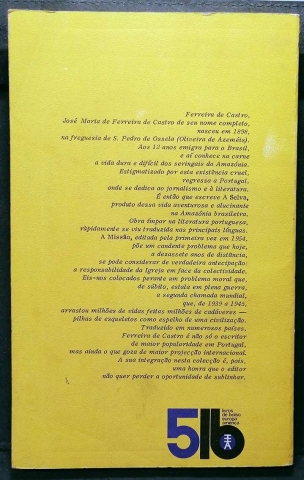 Ferreira de Castro,
José Maria de Ferreira de Castro de seu nome completo,
nasceu em 1898,
na freguesia de S. Pedro de Ossela (Oliveira de Azeméis).
Aos 12 anos emigra para o Brasil,
e aí conhece na carne
a vida dura e difícil dos seringais da Amazónia.
Estigmatizado por esta existência cruel,
regressa a Portugal,
onde se dedica ao jornalismo e à literatura.
É então que escreve A Selva,
produto dessa vida aventurosa e alucinante
na Amazónia brasileira.
Obra ímpar na literatura portuguesa,
ràpidamente se viu traduzida nas principais línguas.
A Missão, editada pela primeira vez em 1954,
põe um candente problema que hoje,
a dezassete anos de distância,
se pode considerar de verdadeira antecipação:
a responsabilidade da Igreja em face da colectividade.
Eis-nos colocados perante um problema moral que,
de súbito, estala em plena guerra,
a segunda chamada mundial,
que, de 1939 a 1945,
arrastou milhões de vidas feitas milhões de cadáveres —
pilhas de esqueletos como espelho de uma civilização.
Traduzido em numerosos países,
Ferreira de Castro é não só o escritor
de maior popularidade em Portugal,
mas ainda o que goza de maior projecção internacional.
A sua integração nesta colecção é, pois,
uma honra que o editor
não quer perder a oportunidade de sublinhar.
516
livros
de bolso
europa
américa